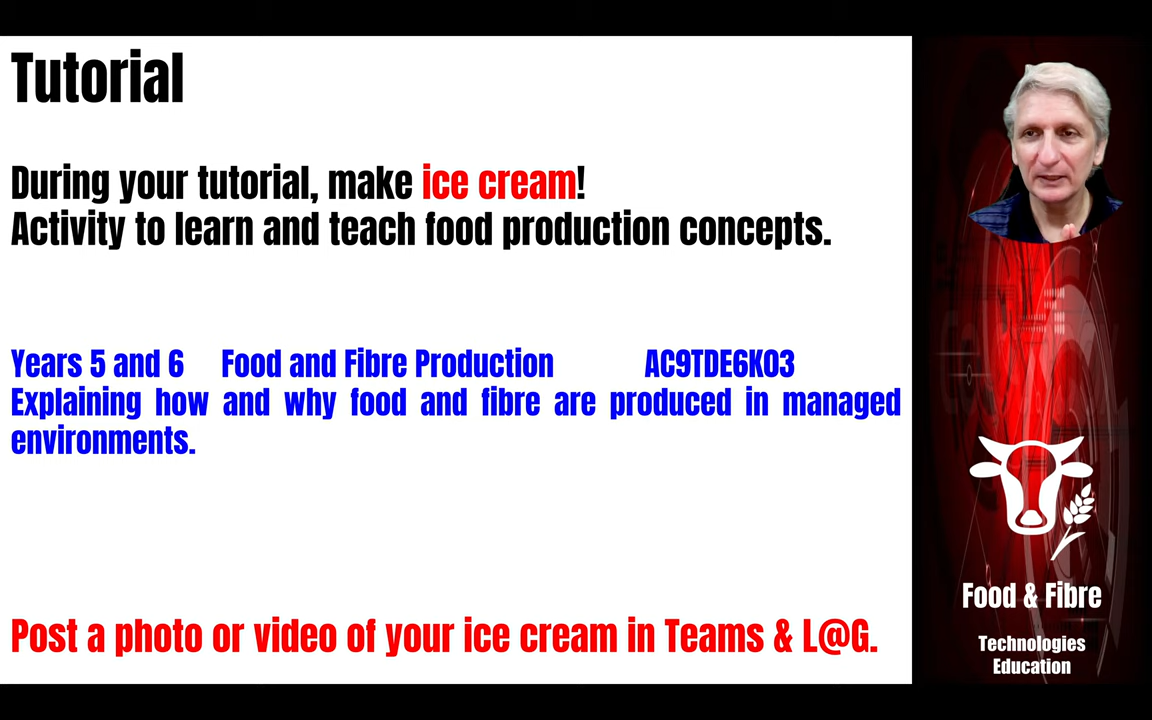 Tutorial
During your tutorial, make ice cream!
Activity to learn and teach food production concepts.
Years 5 and 6 Food and Fibre Production AC9TDE6K03
Explaining how and why food and fibre are produced in managed
environments.
Post a photo or video of your ice cream in Teams & L@G.
Food & Fibre
Technologies
Education